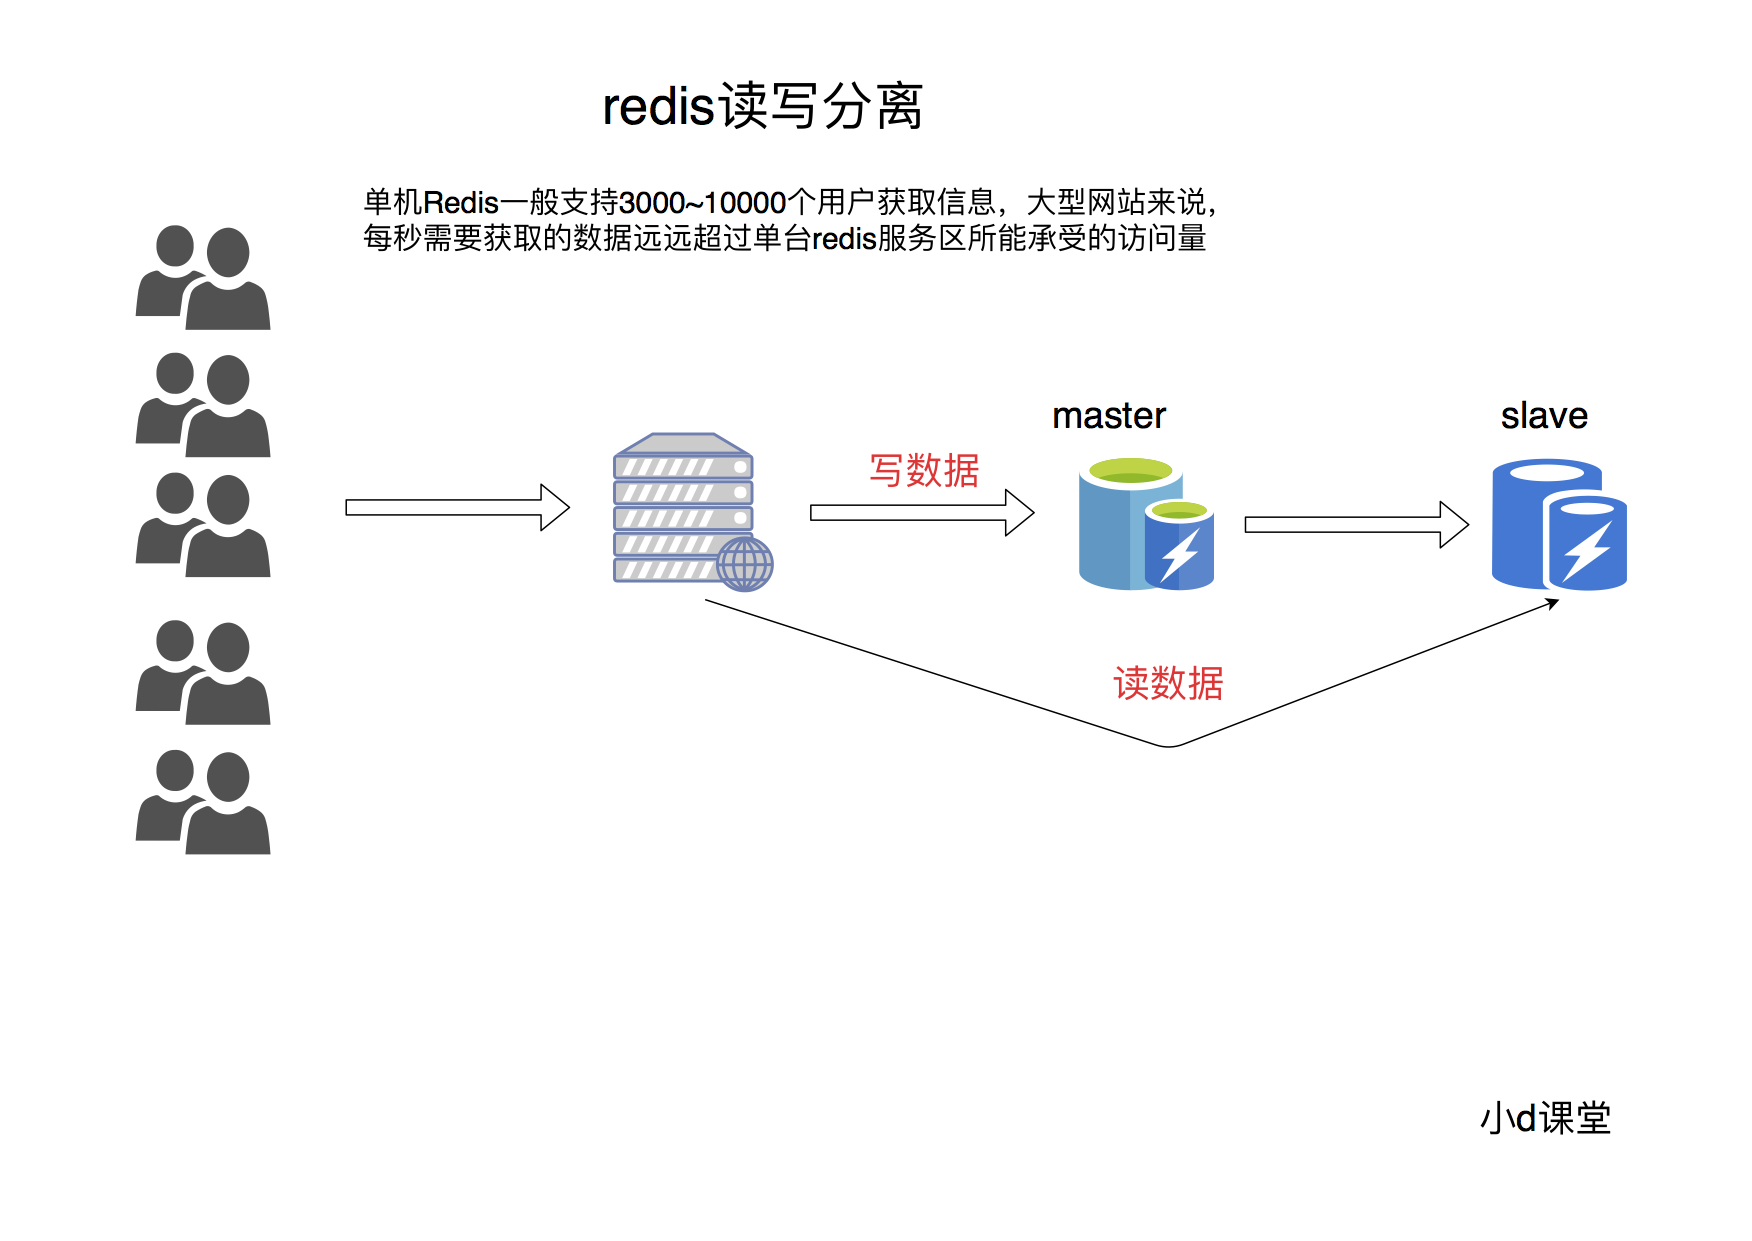 redis读写分离
单机Redis一般支持3000~10000个用户获取信息，大型网站来说，
每秒需要获取的数据远远超过单台redis服务区所能承受的访问量
master
slave
写数据
读数据
小d课堂